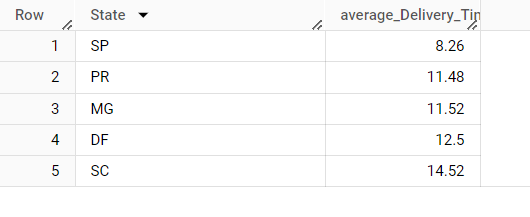 Row State average_Delivery_Tin
1 SP 8.26
2 PR 11.48
3 MG 11.52
4 DF 12.5
5 SC 14.52